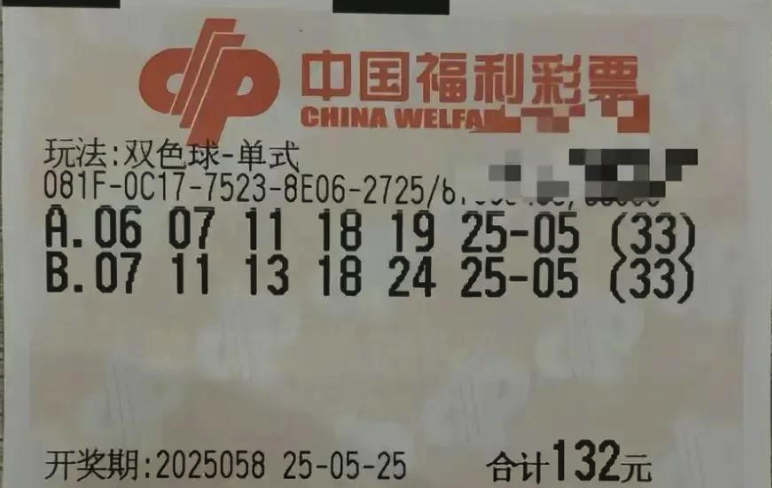 中国福利彩票
CHINA WELFA
玩法:双色球-单式
081F-0C17-7523-8E06-2725/
A.06 07 11 18 19 25-05 (33)
B.07 11 13 18 24 25-05 (33)
开奖期:2025058 25-05-25 合计132元